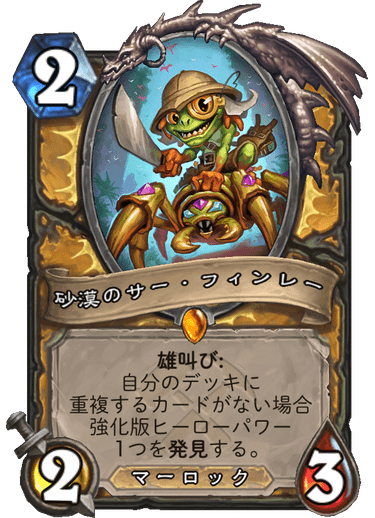 2
砂漠のサー・フィンレー
雄叫び:
自分のデッキに
重複するカードがない場合
強化版ヒーローパワー
1つを発見する。
2
マーロック
3